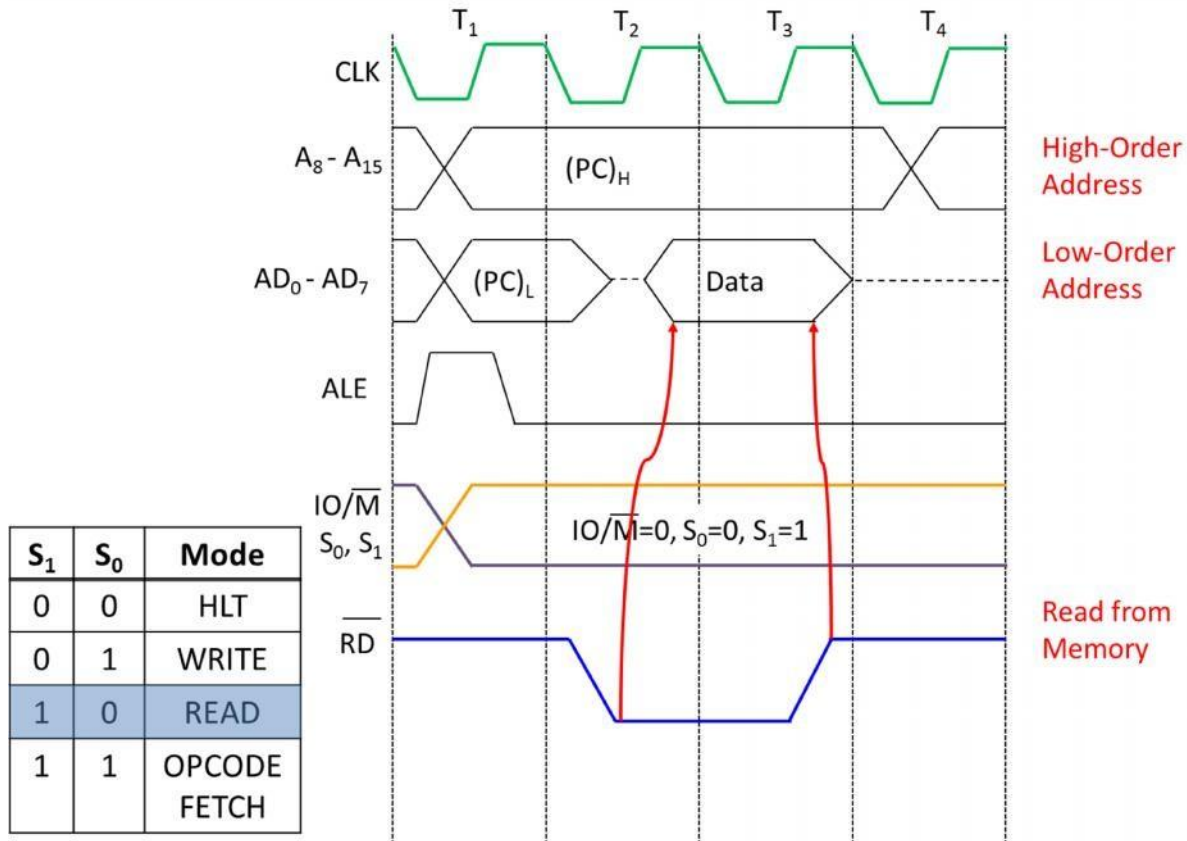 T₁ T₂ T₃ T₄
CLK
A₈ - A₁₅
(PC)H
High-Order
Address
AD₀ - AD₇
(PC)L
Data
Low-Order
Address
ALE
IO/M̅
S₀, S₁
IO/M̅=0, S₀=0, S₁=1
S₁ S₀ Mode
0 0 HLT
0 1 WRITE
1 0 READ
1 1 OPCODE
FETCH
R̅D̅
Read from
Memory